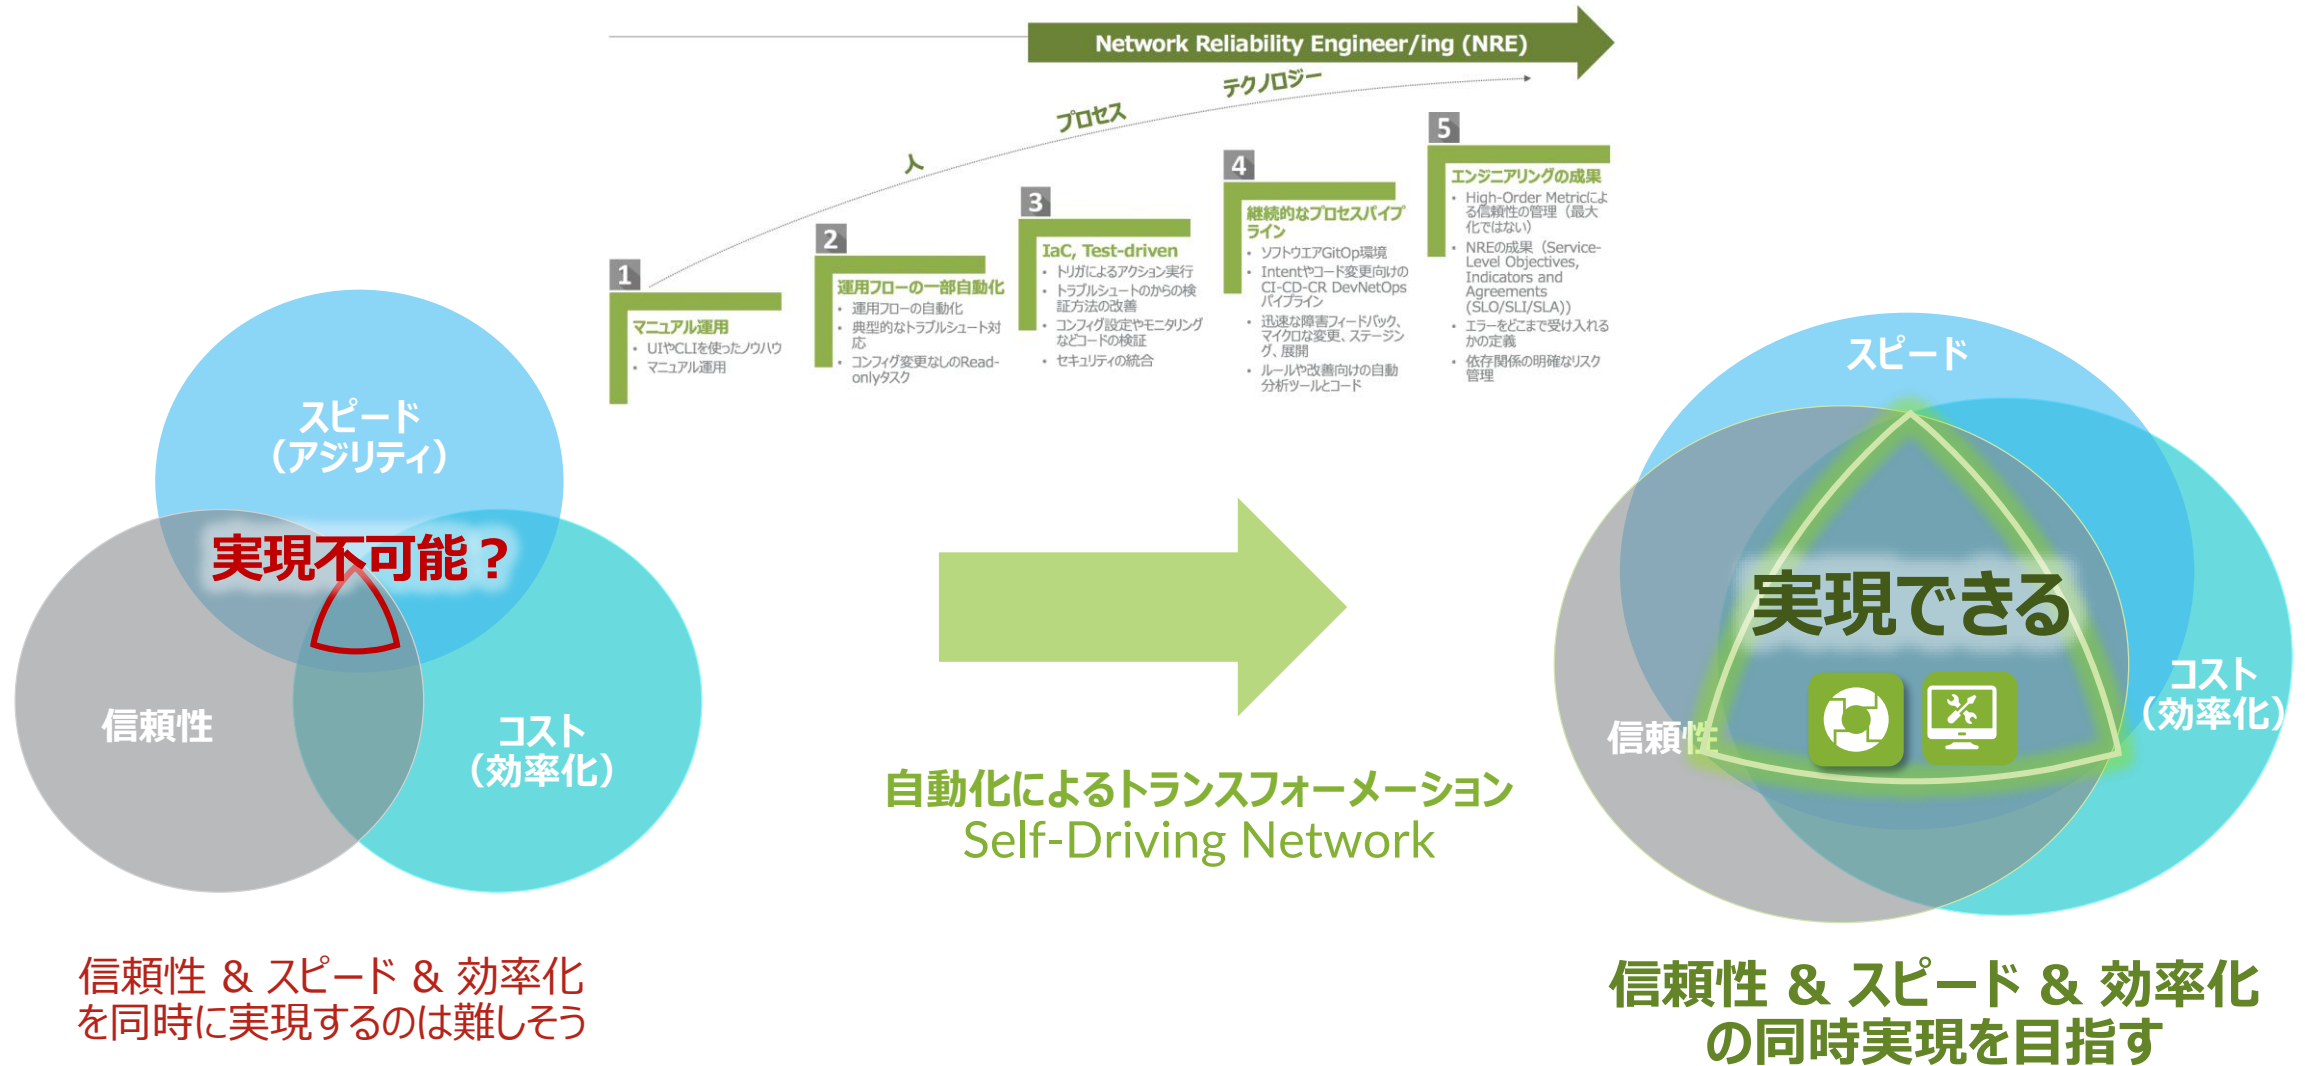 Network Reliability Engineer/ing (NRE)
人
プロセス
テクノロジー
1
マニュアル運用
• UIやCLIを使ったノウハウ
• マニュアル運用
2
運用フローの一部自動化
• 運用フローの自動化
• 典型的なトラブルシュート対
応
• コンフィグ変更なしのRead-
onlyタスク
3
IaC, Test-driven
• トリガによるアクション実行
• トラブルシュートのからの検
証方法の改善
• コンフィグ設定やモニタリング
などコードの検証
• セキュリティの統合
4
継続的なプロセスパイプ
ライン
• ソフトウエアGitOp環境
• Intentやコード変更向けの
CI-CD-CR DevNetOps
パイプライン
• 迅速な障害フィードバック、
マイクロな変更、ステージン
グ、展開
• ルールや改善向けの自動
分析ツールとコード
5
エンジニアリングの成果
• High-Order Metricによ
る信頼性の管理（最大
化ではない）
• NREの成果（Service-
Level Objectives,
Indicators and
Agreements
(SLO/SLI/SLA)）
• エラーをどこまで受け入れる
かの定義
• 依存関係の明確なリスク
管理
スピード
（アジリティ）
実現不可能？
信頼性
コスト
（効率化）
信頼性 & スピード & 効率化
を同時に実現するのは難しそう
自動化によるトランスフォーメーション
Self-Driving Network
スピード
実現できる
信頼性
コスト
（効率化）
信頼性 & スピード & 効率化
の同時実現を目指す